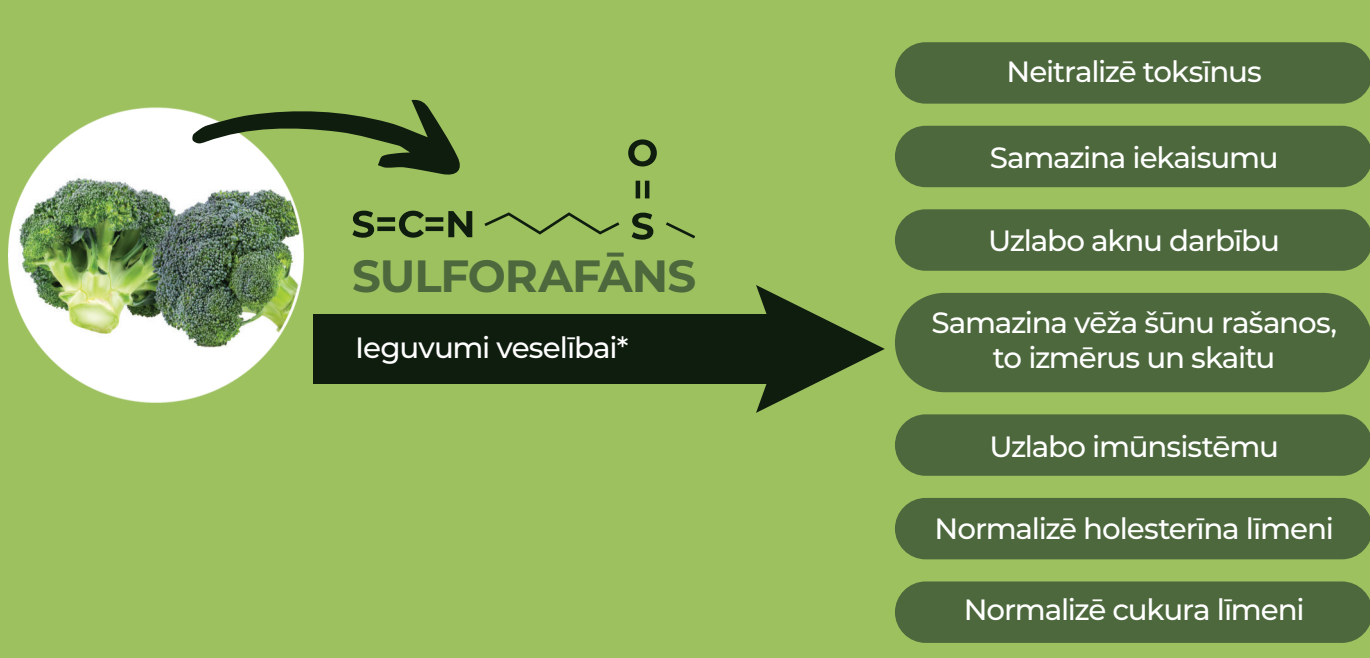 O
S=C=N
S
SULFORAFĀNS
Ieguvumi veselībai*
Neitralizē toksīnus
Samazina iekaisumu
Uzlabo aknu darbību
Samazina vēža šūnu rašanos,
to izmērus un skaitu
Uzlabo imūnsistēmu
Normalizē holesterīna līmeni
Normalizē cukura līmeni